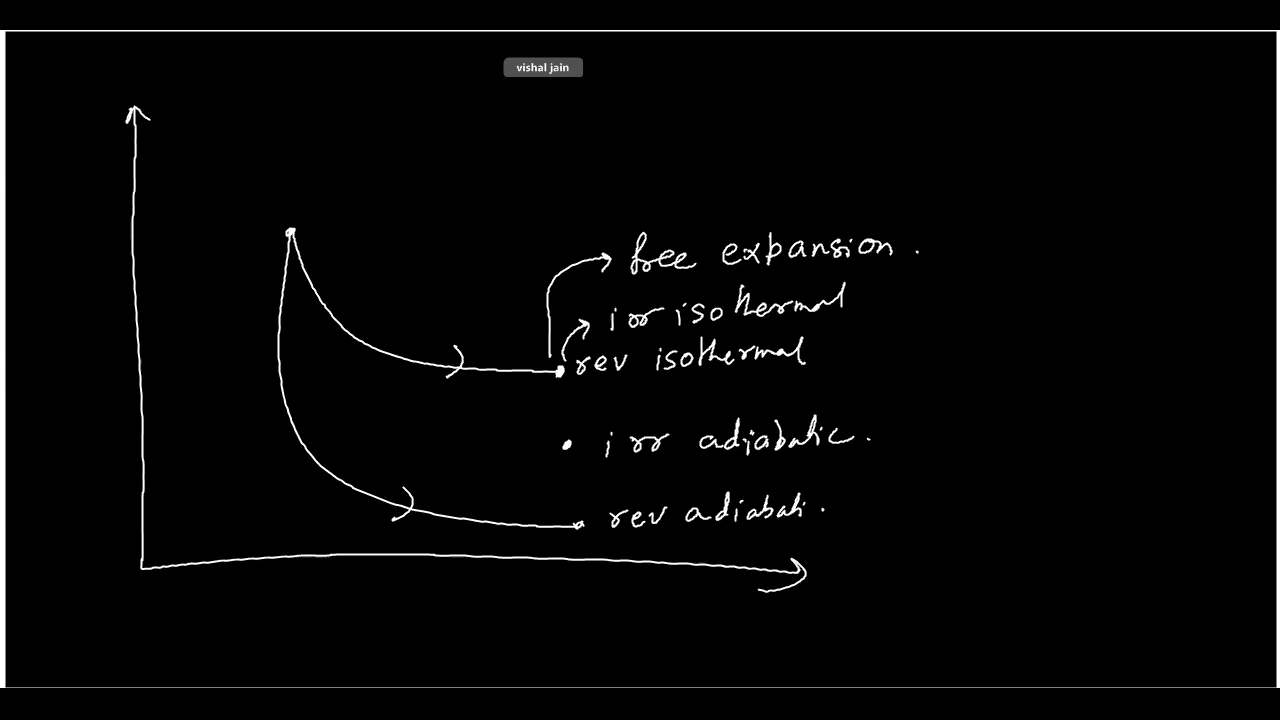 vishal jain
free expansion.
irr isothermal
rev isothermal
irr adiabatic.
rev adiabati.